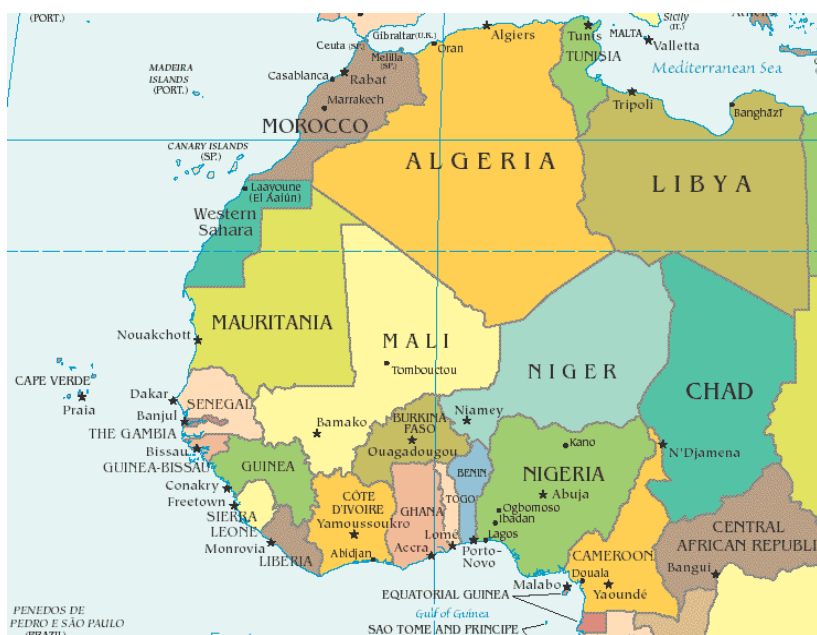 (PORT.)
Gibraltar (U.K.)
Algiers
Tunis
MALTA
Sicily
(IT.)
Ceuta (SP.)
Oran
TUNISIA
Valletta
Melilla
(SP.)
Mediterranean Sea
MADEIRA
ISLANDS
(PORT.)
Casablanca
Rabat
Tripoli
Banghāzī
Marrakech
MOROCCO
CANARY ISLANDS
(SP.)
ALGERIA
LIBYA
Laayoune
(El Aaiún)
Western
Sahara
MAURITANIA
Nouakchott
MALI
Tombouctou
NIGER
CHAD
CAPE VERDE
Praia
Dakar
SENEGAL
Banjul
THE GAMBIA
Bissau
GUINEA-BISSAU
Bamako
BURKINA
FASO
Ouagadougou
Niamey
Kano
N'Djamena
GUINEA
BENIN
NIGERIA
Abuja
Conakry
Freetown
SIERRA
LEONE
CÔTE
D'IVOIRE
Yamoussoukro
GHANA
TOGO
Ogbomoso
Ibadan
Lagos
Monrovia
LIBERIA
Abidjan
Accra
Lomé
Porto-
Novo
CAMEROON
CENTRAL
AFRICAN REPUBLI
Bangui
Malabo
Douala
Yaoundé
EQUATORIAL GUINEA
Gulf of Guinea
SAO TOME AND PRINCIPE
PENEDOS DE
PEDRO E SÃO PAULO
(BRAZIL)